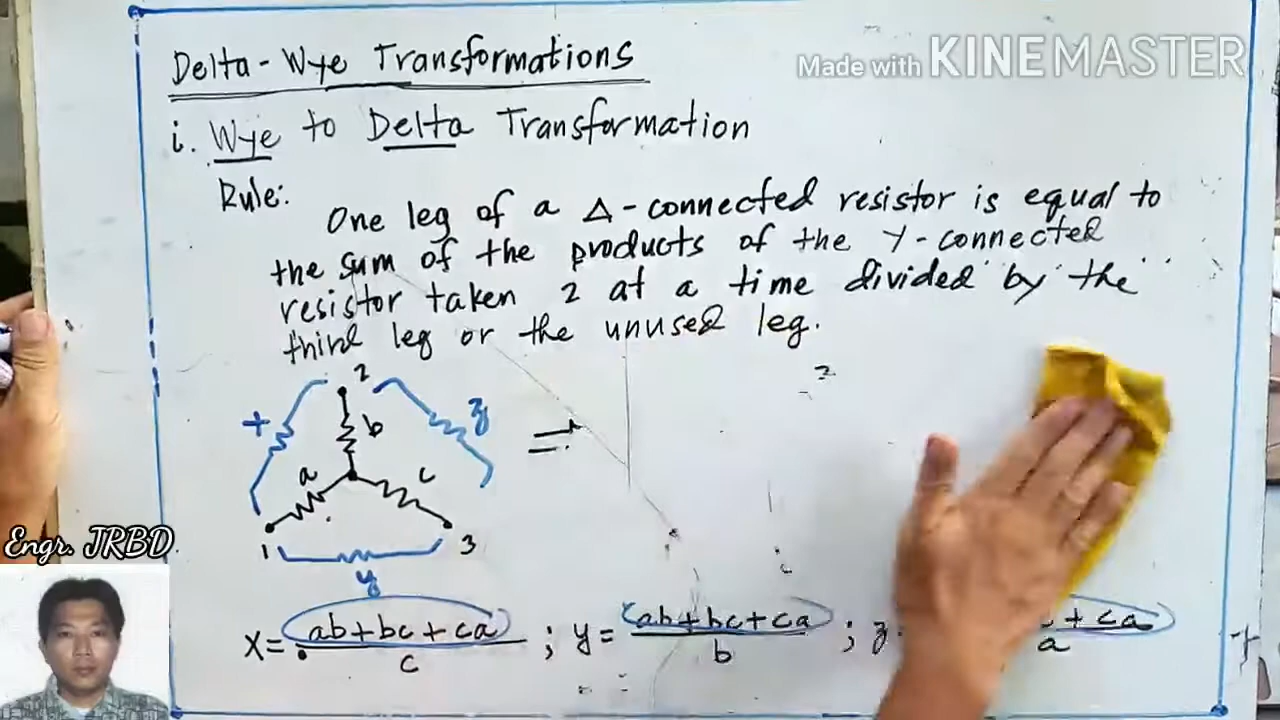 Made with KINEMASTER
Delta - Wye Transformations
i. Wye to Delta Transformation
Rule:
One leg of a Δ-connected resistor is equal to
the sum of the products of the Y-connected
resistor taken 2 at a time divided by the
third leg or the unused leg.
2
b
z
a
c
1
3
y
x= ab+bc+ca / c ; y= ab+bc+ca / b ; z + ca / a
Engr. JRBD